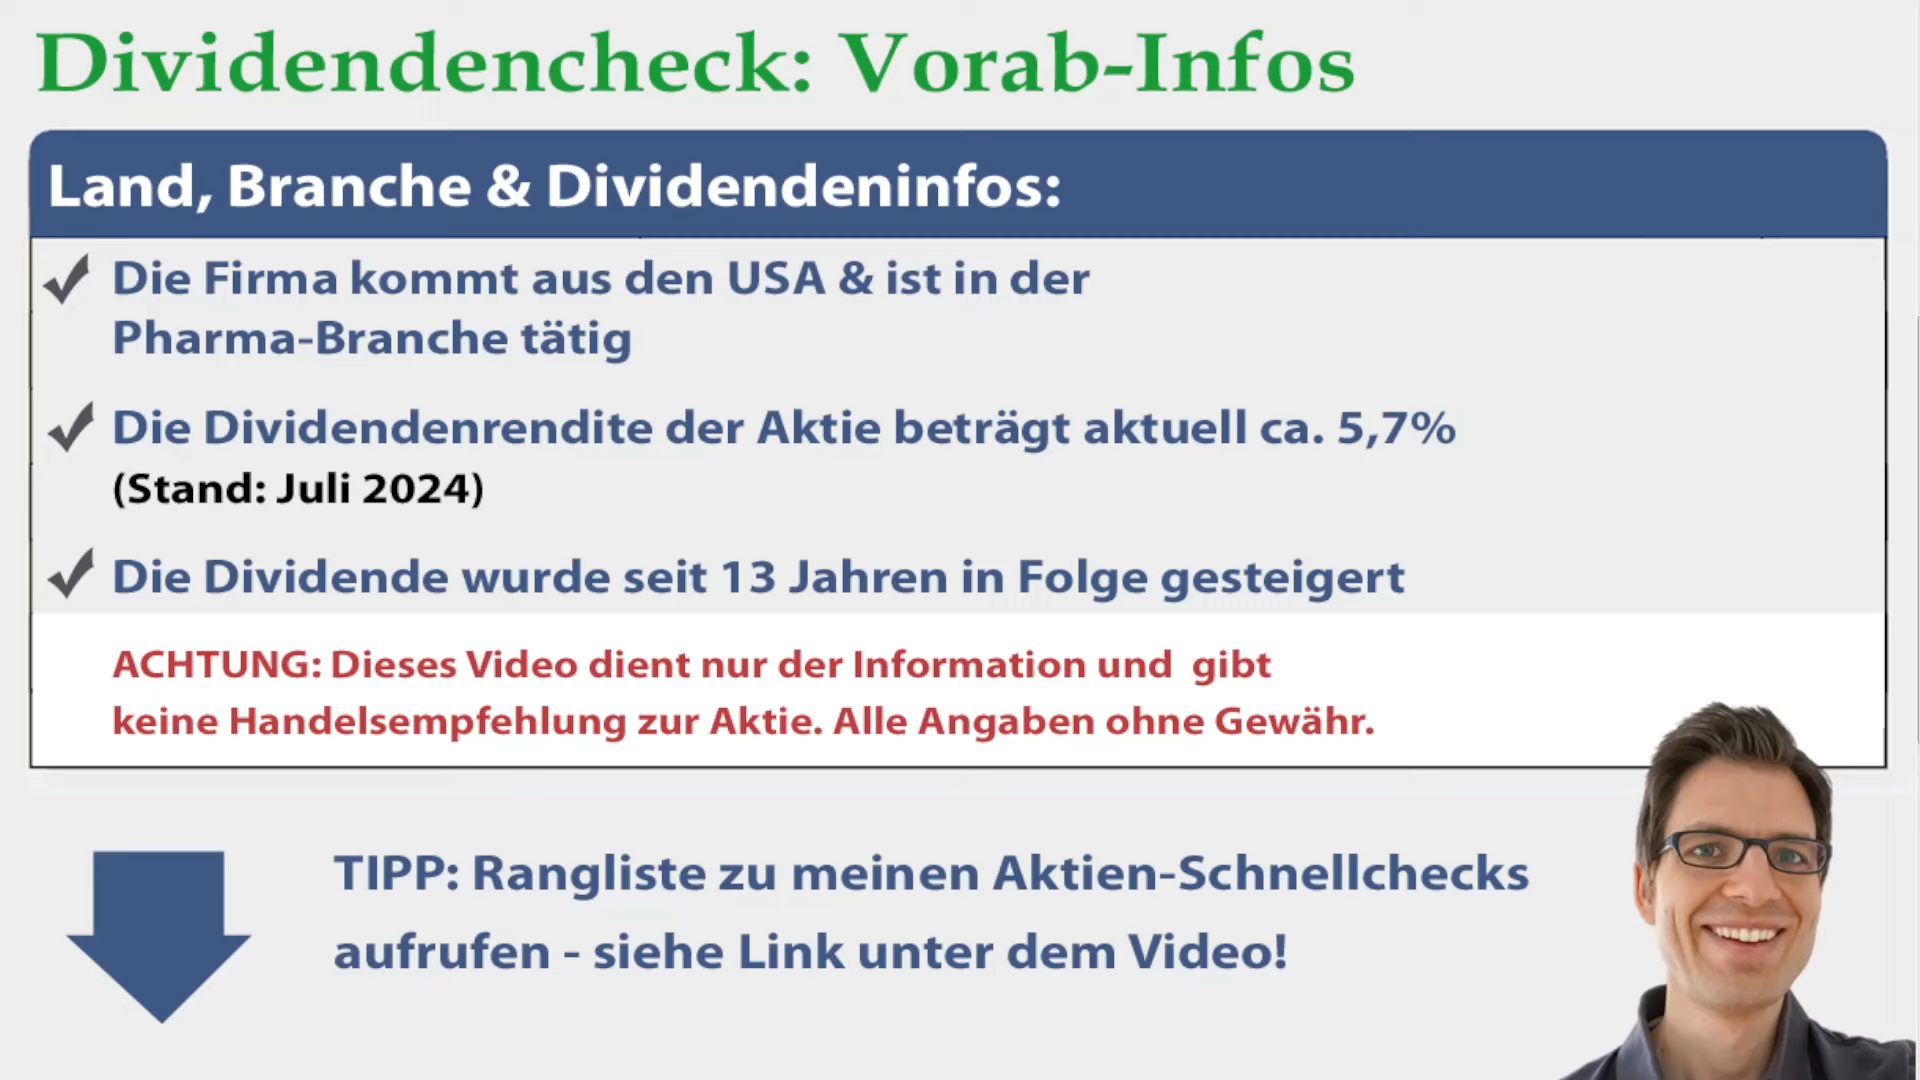 Dividendencheck: Vorab-Infos
Land, Branche & Dividendeninfos:
Die Firma kommt aus den USA & ist in der
Pharma-Branche tätig
Die Dividendenrendite der Aktie beträgt aktuell ca. 5,7%
(Stand: Juli 2024)
Die Dividende wurde seit 13 Jahren in Folge gesteigert
ACHTUNG: Dieses Video dient nur der Information und gibt
keine Handelsempfehlung zur Aktie. Alle Angaben ohne Gewähr.
TIPP: Rangliste zu meinen Aktien-Schnellchecks
aufrufen - siehe Link unter dem Video!